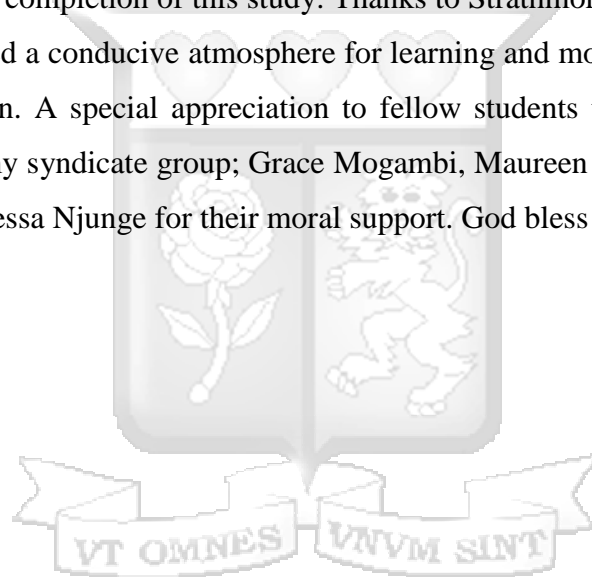 completion of this study. Thanks to Strathmor
d a conducive atmosphere for learning and mo
n. A special appreciation to fellow students
y syndicate group; Grace Mogambi, Maureen
essa Njunge for their moral support. God bless
VT OMNES VNVM SINT